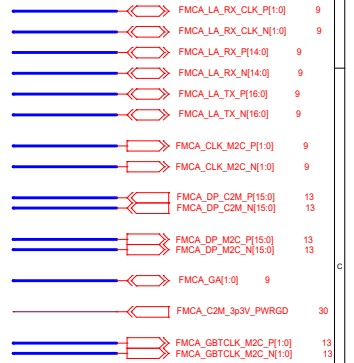 FMCA_LA_RX_CLK_P[1:0] 9
FMCA_LA_RX_CLK_N[1:0] 9
FMCA_LA_RX_P[14:0] 9
FMCA_LA_RX_N[14:0] 9
FMCA_LA_TX_P[16:0] 9
FMCA_LA_TX_N[16:0] 9
FMCA_CLK_M2C_P[1:0] 9
FMCA_CLK_M2C_N[1:0] 9
FMCA_DP_C2M_P[15:0] 13
FMCA_DP_C2M_N[15:0] 13
FMCA_DP_M2C_P[15:0] 13
FMCA_DP_M2C_N[15:0] 13
C
FMCA_GA[1:0] 9
FMCA_C2M_3p3V_PWRGD 30
FMCA_GBTCLK_M2C_P[1:0] 13
FMCA_GBTCLK_M2C_N[1:0] 13